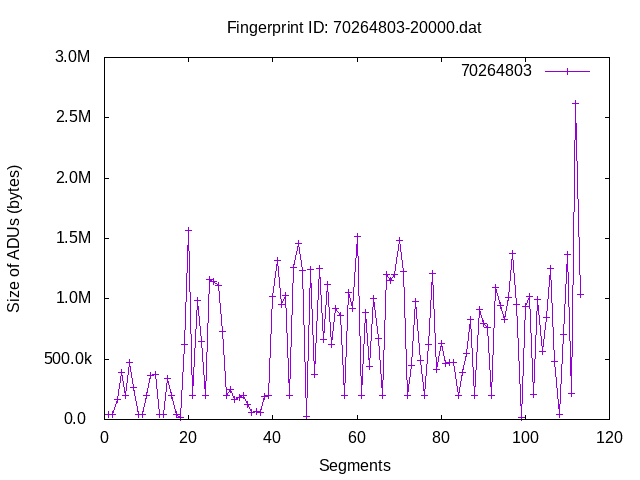 Fingerprint ID: 70264803-20000.dat
3.0M
70264803
2.5M
2.0M
Size of ADUs (bytes)
1.5M
1.0M
500.0k
0.0
0 20 40 60 80 100 120
Segments